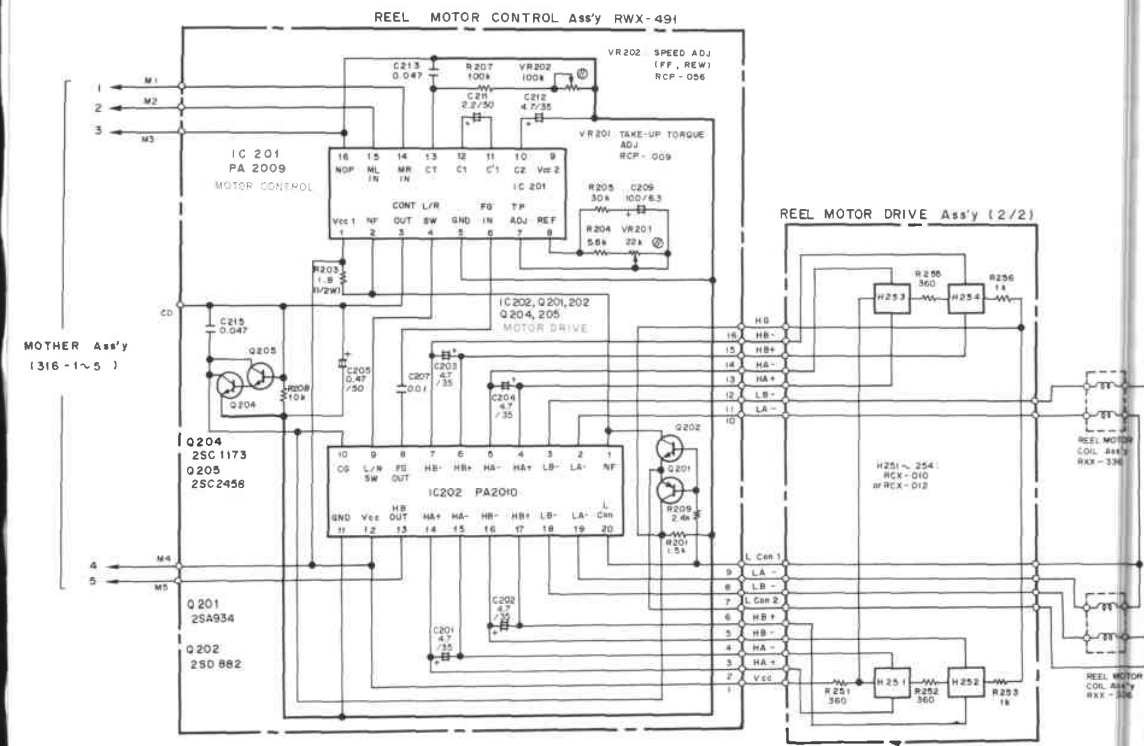 REEL MOTOR CONTROL Ass'y RWX-491
VR202 SPEED ADJ
(FF, REW)
RCP-056
C213
0.047
R207
100k
VR202
100k
C211
2.2/50
C212
4.7/35
1
M1
2
M2
3
M3
VR201 TAKE-UP TORQUE
ADJ
RCP-009
IC 201
PA 2009
MOTOR CONTROL
16 15 14 13 12 11 10 9
NOP ML IN MR IN CT C1 C'1 C2 Vcc 2
IC 201
Vcc 1 NF CONT OUT L/R SW GND FG IN TP ADJ REF
1 2 3 4 5 6 7 8
R205
30k
C209
100/6.3
R204
5.6k
VR201
22k
R203
1.8
(1/2W)
REEL MOTOR DRIVE Ass'y (2/2)
R255
360
R256
1k
H253
H254
CD
C215
0.047
MOTHER Ass'y
(316-1~5 )
Q205
Q204
R208
10k
C205
0.47
/50
C207
0.01
C203
4.7
/35
C204
4.7
/35
IC202, Q201, 202
Q204, 205
MOTOR DRIVE
HG
16 HB-
15 HB+
14 HA-
13 HA+
12 LB-
11 LA-
10
REEL MOTOR
COIL Ass'y
RXX-336
Q204
2SC1173
Q205
2SC2458
Q202
Q201
R209
2.4k
R201
1.5k
10 9 8 7 6 5 4 3 2 1
CG L/R SW FG OUT HB- HB+ HA- HA+ LB- LA- NF
IC202 PA2010
GND Vcc HB OUT HA+ HA- HB- HB+ LB- LA- L Con
11 12 13 14 15 16 17 18 19 20
H251~254:
RCX-010
or RCX-012
4
M4
5
M5
Q201
2SA934
Q202
2SD 882
C202
4.7
/35
C201
4.7
/35
L Con 1
9 LA -
8 LB -
7 L Con 2
6 HB+
5 HB -
4 HA -
3 HA +
2 Vcc
1
R251
360
H251
R252
360
H252
R253
1k
REEL MOTOR
COIL Ass'y